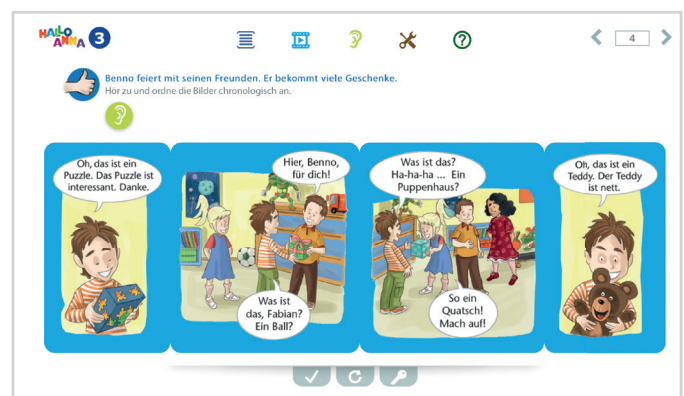 HALLO
ANNA 3
4
Benno feiert mit seinen Freunden. Er bekommt viele Geschenke.
Hör zu und ordne die Bilder chronologisch an.
Oh, das ist ein
Puzzle. Das Puzzle ist
interessant. Danke.
Hier, Benno,
für dich!
Was ist
das, Fabian?
Ein Ball?
Was ist das?
Ha-ha-ha ... Ein
Puppenhaus?
So ein
Quatsch!
Mach auf!
Oh, das ist ein
Teddy. Der Teddy
ist nett.